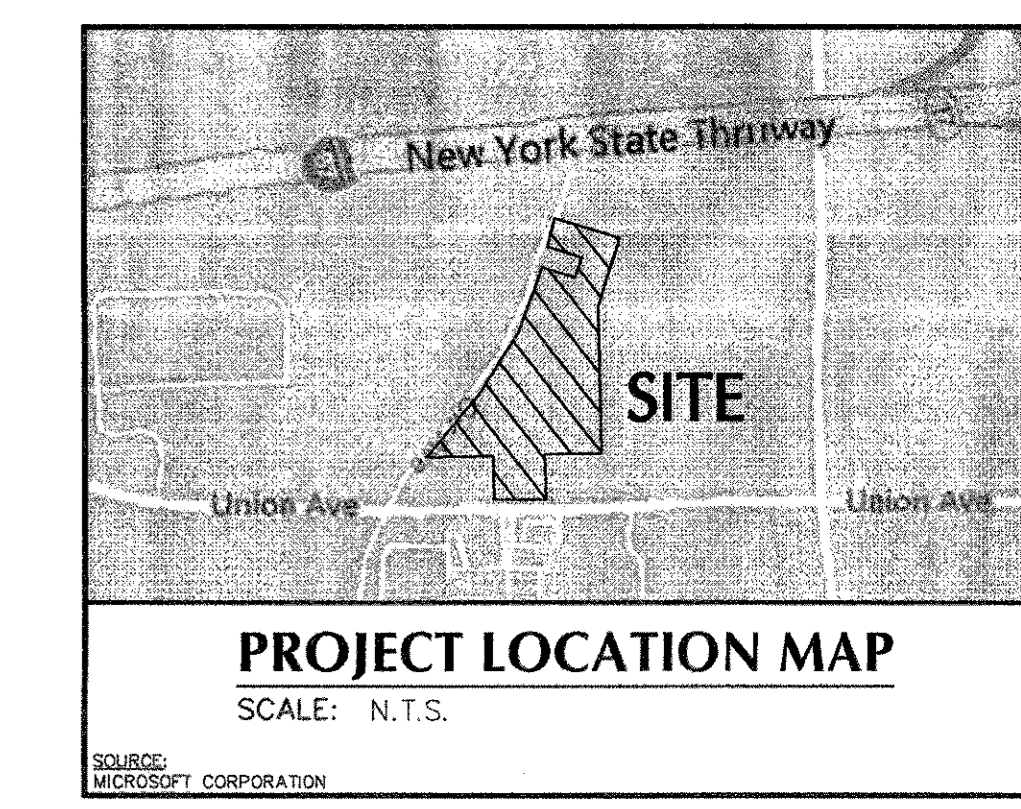 New York State Thruway
SITE
Union Ave
Union Ave
PROJECT LOCATION MAP
SCALE: N.T.S.
SOURCE:
MICROSOFT CORPORATION